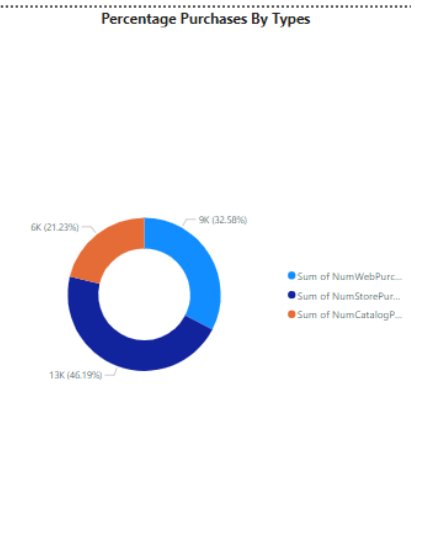 Percentage Purchases By Types
6K (21.23%)
9K (32.58%)
Sum of NumWebPurc...
Sum of NumStorePur...
Sum of NumCatalogP...
13K (46.19%)